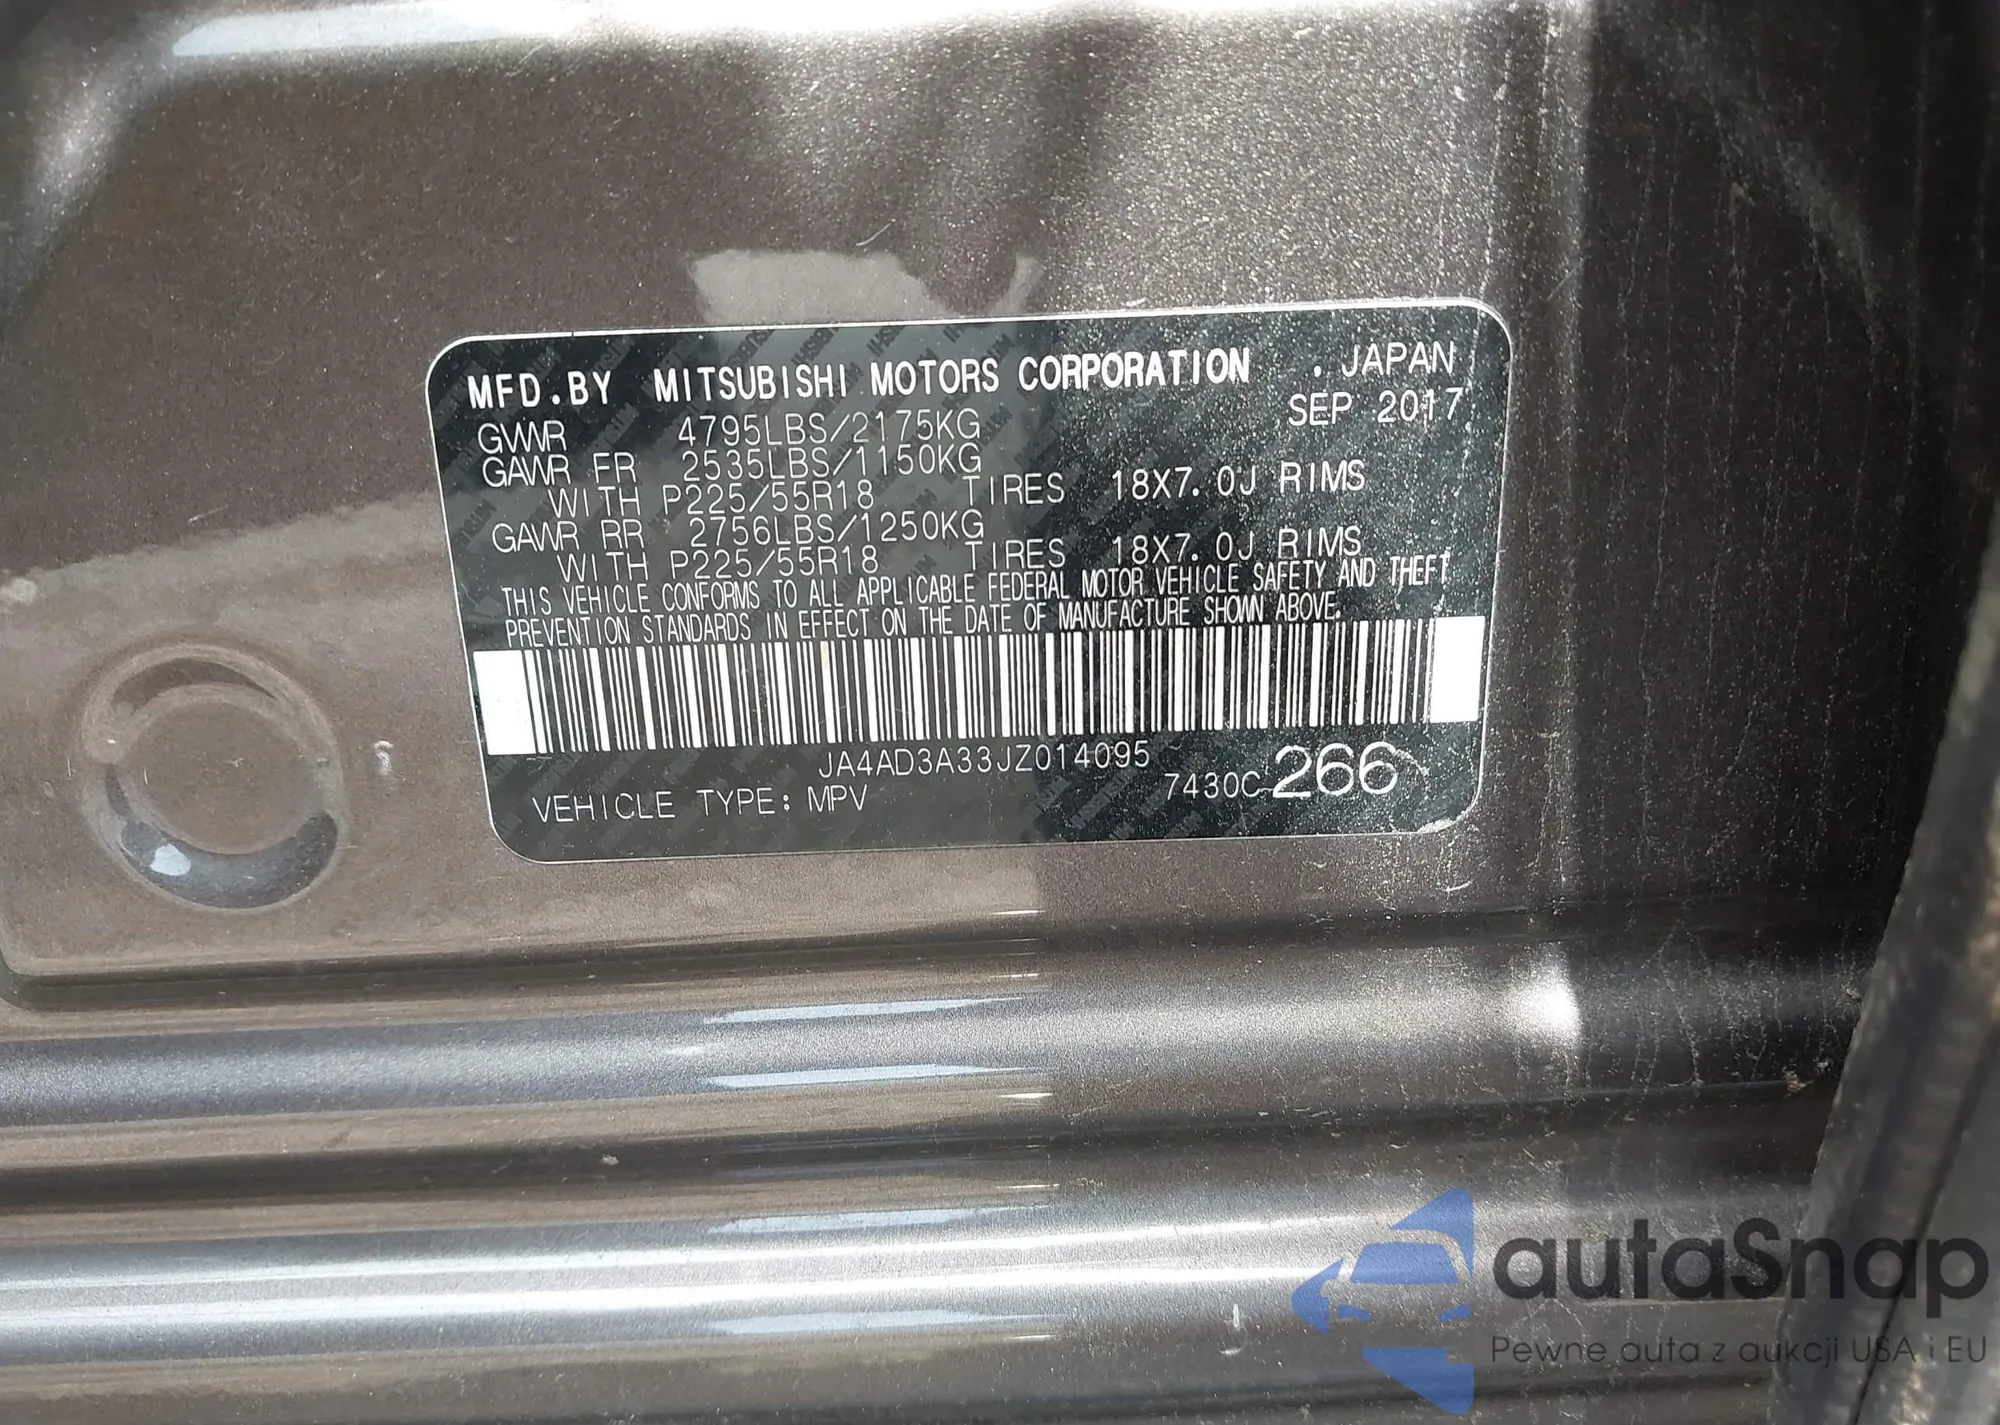 MFD.BY MITSUBISHI MOTORS CORPORATION . JAPAN
SEP 2017
GVWR 4795LBS/2175KG
GAWR FR 2535LBS/1150KG
WITH P225/55R18 TIRES 18X7.0J RIMS
GAWR RR 2756LBS/1250KG
WITH P225/55R18 TIRES 18X7.0J RIMS
THIS VEHICLE CONFORMS TO ALL APPLICABLE FEDERAL MOTOR VEHICLE SAFETY AND THEFT
PREVENTION STANDARDS IN EFFECT ON THE DATE OF MANUFACTURE SHOWN ABOVE.
JA4AD3A33JZ014095
VEHICLE TYPE: MPV 7430C266
autaSnap
Pewne auta z aukcji USA i EU